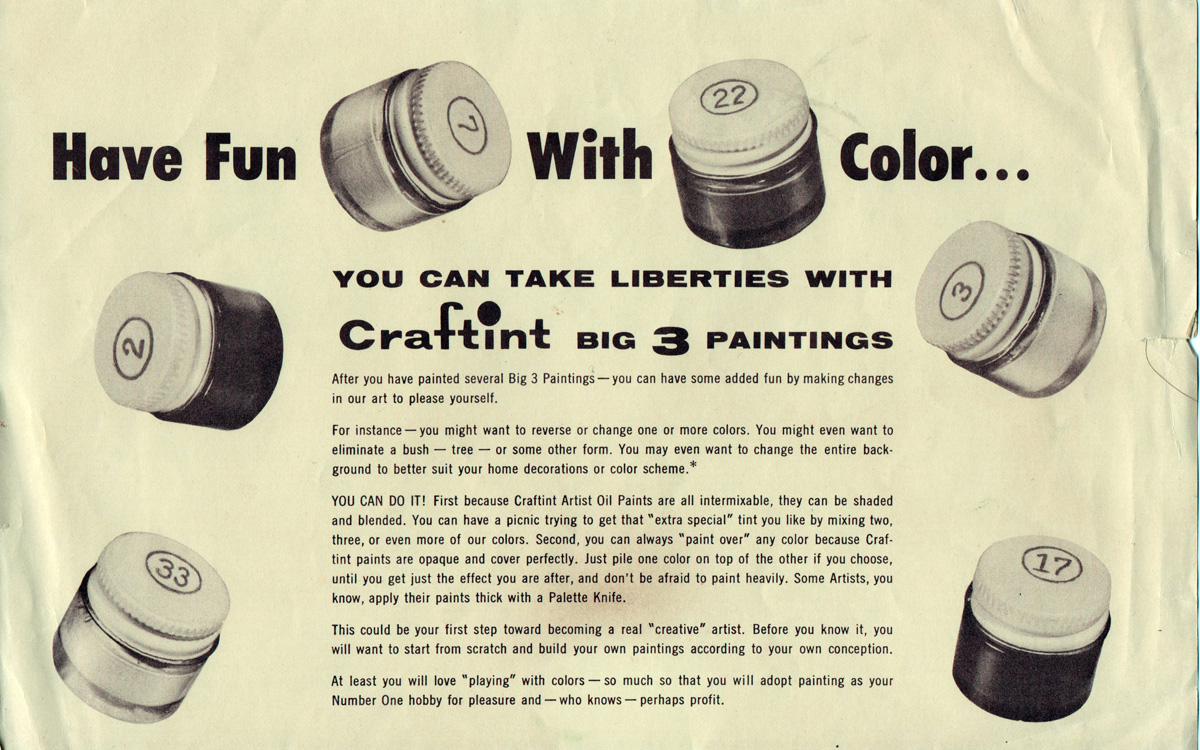 Have Fun With Color...
7
22
2
3
33
17
YOU CAN TAKE LIBERTIES WITH
Craftint BIG 3 PAINTINGS
After you have painted several Big 3 Paintings—you can have some added fun by making changes
in our art to please yourself.
For instance—you might want to reverse or change one or more colors. You might even want to
eliminate a bush — tree — or some other form. You may even want to change the entire back-
ground to better suit your home decorations or color scheme.*
YOU CAN DO IT! First because Craftint Artist Oil Paints are all intermixable, they can be shaded
and blended. You can have a picnic trying to get that "extra special" tint you like by mixing two,
three, or even more of our colors. Second, you can always "paint over" any color because Craf-
tint paints are opaque and cover perfectly. Just pile one color on top of the other if you choose,
until you get just the effect you are after, and don't be afraid to paint heavily. Some Artists, you
know, apply their paints thick with a Palette Knife.
This could be your first step toward becoming a real "creative" artist. Before you know it, you
will want to start from scratch and build your own paintings according to your own conception.
At least you will love "playing" with colors—so much so that you will adopt painting as your
Number One hobby for pleasure and—who knows—perhaps profit.